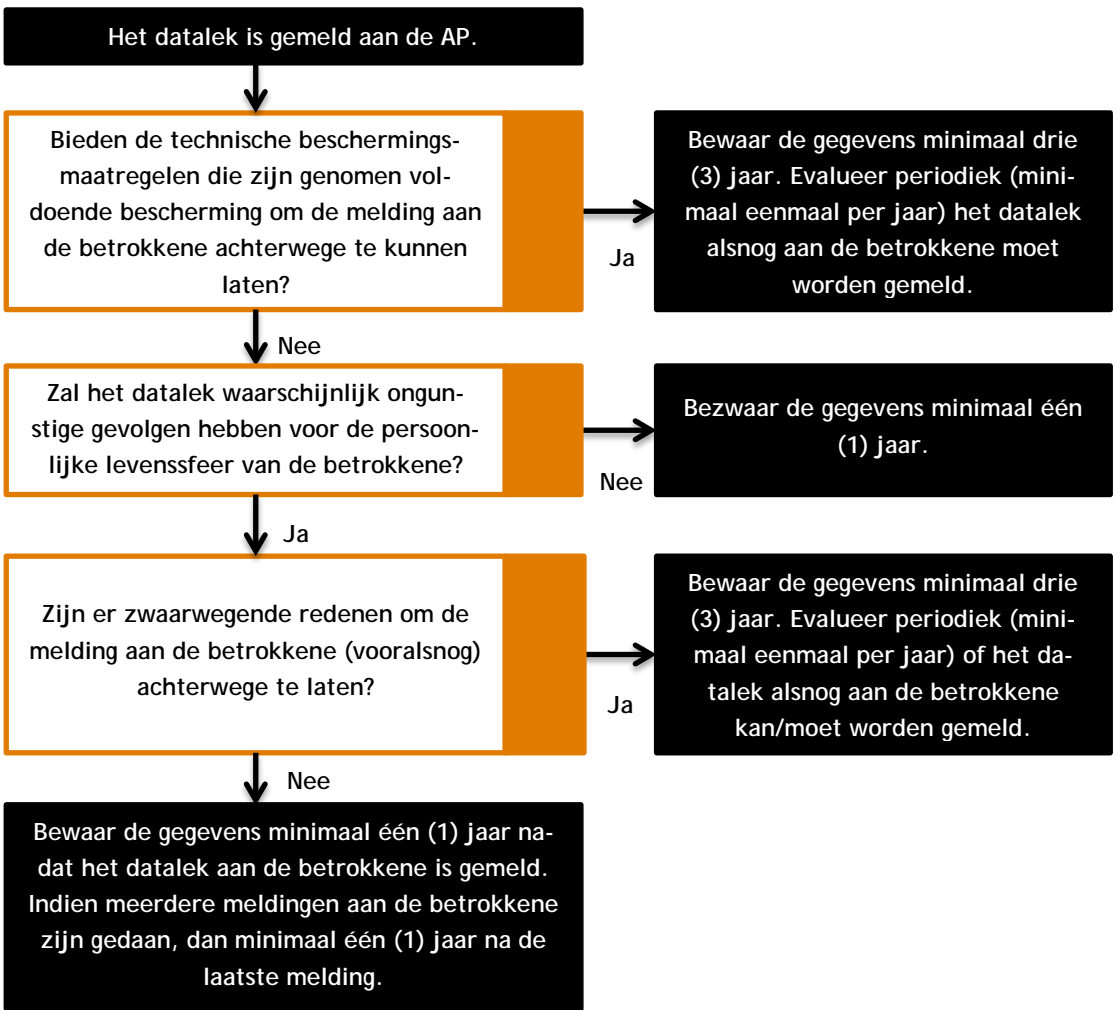 Het datalek is gemeld aan de AP.
Bieden de technische beschermings-
maatregelen die zijn genomen vol-
doende bescherming om de melding aan
de betrokkene achterwege te kunnen
laten?
Ja
Bewaar de gegevens minimaal drie
(3) jaar. Evalueer periodiek (mini-
maal eenmaal per jaar) het datalek
alsnog aan de betrokkene moet
worden gemeld.
Nee
Zal het datalek waarschijnlijk ongun-
stige gevolgen hebben voor de persoon-
lijke levenssfeer van de betrokkene?
Nee
Bezwaar de gegevens minimaal één
(1) jaar.
Ja
Zijn er zwaarwegende redenen om de
melding aan de betrokkene (vooralsnog)
achterwege te laten?
Ja
Bewaar de gegevens minimaal drie
(3) jaar. Evalueer periodiek (mini-
maal eenmaal per jaar) of het da-
talek alsnog aan de betrokkene
kan/moet worden gemeld.
Nee
Bewaar de gegevens minimaal één (1) jaar na-
dat het datalek aan de betrokkene is gemeld.
Indien meerdere meldingen aan de betrokkene
zijn gedaan, dan minimaal één (1) jaar na de
laatste melding.